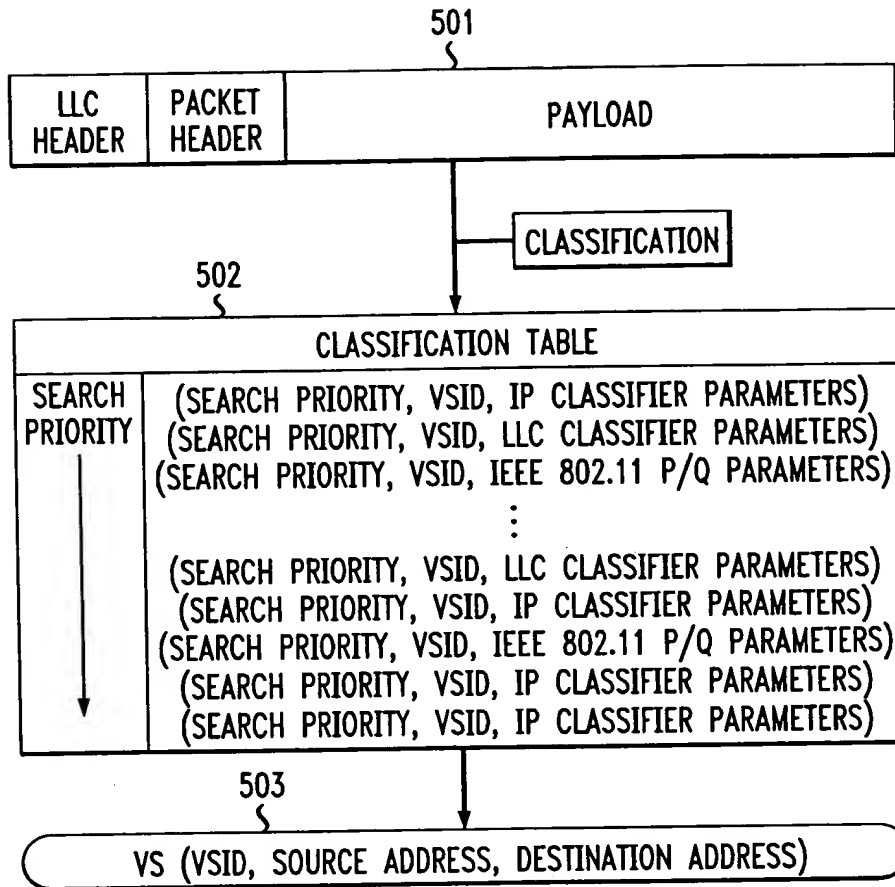 501
LLC HEADER PACKET HEADER PAYLOAD
CLASSIFICATION
502
CLASSIFICATION TABLE
SEARCH PRIORITY
(SEARCH PRIORITY, VSID, IP CLASSIFIER PARAMETERS)
(SEARCH PRIORITY, VSID, LLC CLASSIFIER PARAMETERS)
(SEARCH PRIORITY, VSID, IEEE 802.11 P/Q PARAMETERS)
⋮
(SEARCH PRIORITY, VSID, LLC CLASSIFIER PARAMETERS)
(SEARCH PRIORITY, VSID, IP CLASSIFIER PARAMETERS)
(SEARCH PRIORITY, VSID, IEEE 802.11 P/Q PARAMETERS)
(SEARCH PRIORITY, VSID, IP CLASSIFIER PARAMETERS)
(SEARCH PRIORITY, VSID, IP CLASSIFIER PARAMETERS)
503
VS (VSID, SOURCE ADDRESS, DESTINATION ADDRESS)